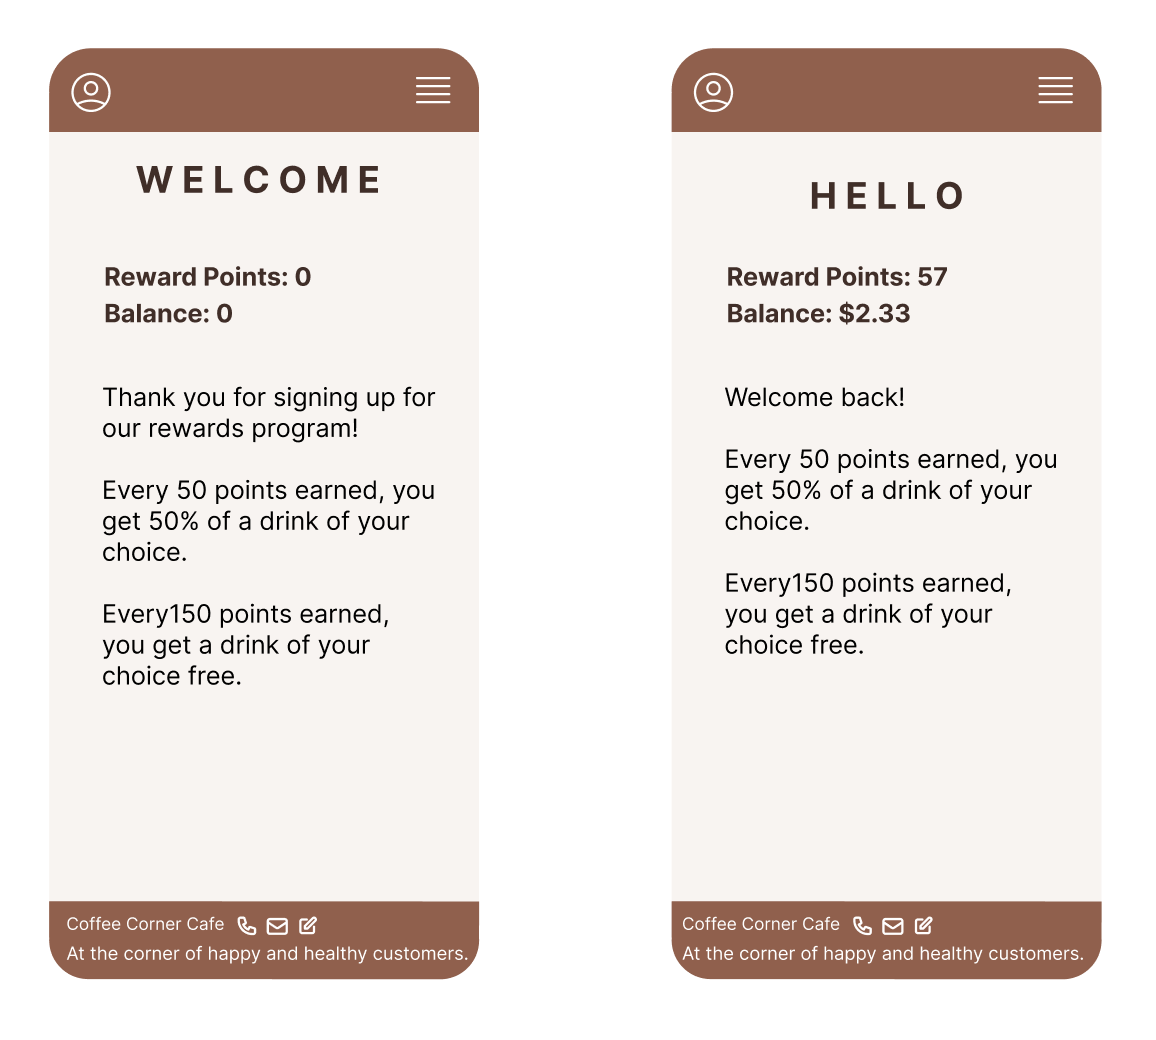 WELCOME
Reward Points: 0
Balance: 0
Thank you for signing up for
our rewards program!
Every 50 points earned, you
get 50% of a drink of your
choice.
Every150 points earned,
you get a drink of your
choice free.
Coffee Corner Cafe
At the corner of happy and healthy customers.
HELLO
Reward Points: 57
Balance: $2.33
Welcome back!
Every 50 points earned, you
get 50% of a drink of your
choice.
Every150 points earned,
you get a drink of your
choice free.
Coffee Corner Cafe
At the corner of happy and healthy customers.